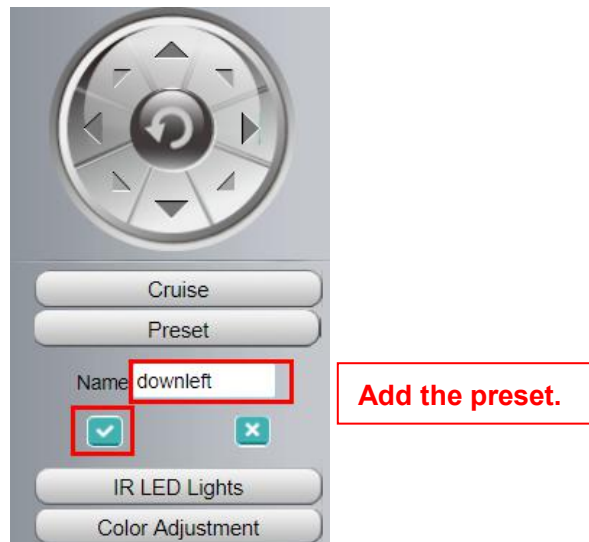 Cruise
Preset
Name downleft
Add the preset.
IR LED Lights
Color Adjustment